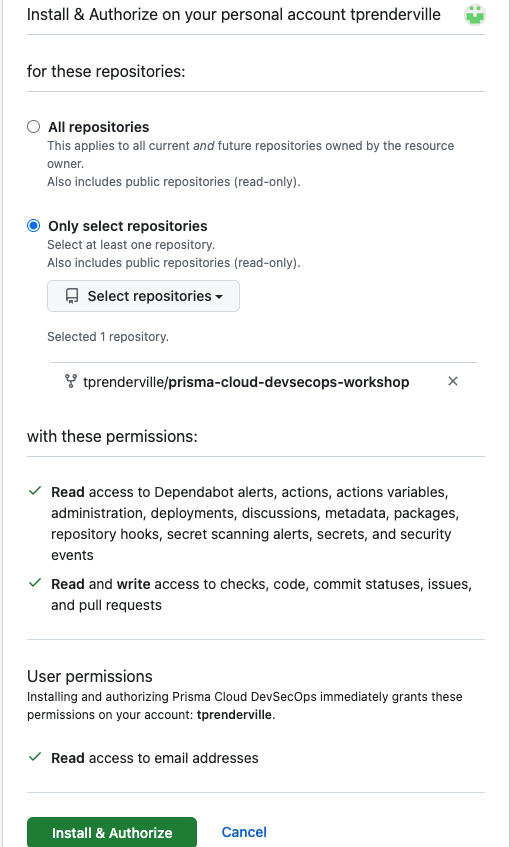 Install & Authorize on your personal account tprenderville
for these repositories:
All repositories
This applies to all current and future repositories owned by the resource
owner.
Also includes public repositories (read-only).
Only select repositories
Select at least one repository.
Also includes public repositories (read-only).
Select repositories
Selected 1 repository.
tprenderville/prisma-cloud-devsecops-workshop
with these permissions:
Read access to Dependabot alerts, actions, actions variables,
administration, deployments, discussions, metadata, packages,
repository hooks, secret scanning alerts, secrets, and security
events
Read and write access to checks, code, commit statuses, issues,
and pull requests
User permissions
Installing and authorizing Prisma Cloud DevSecOps immediately grants these
permissions on your account: tprenderville.
Read access to email addresses
Install & Authorize Cancel